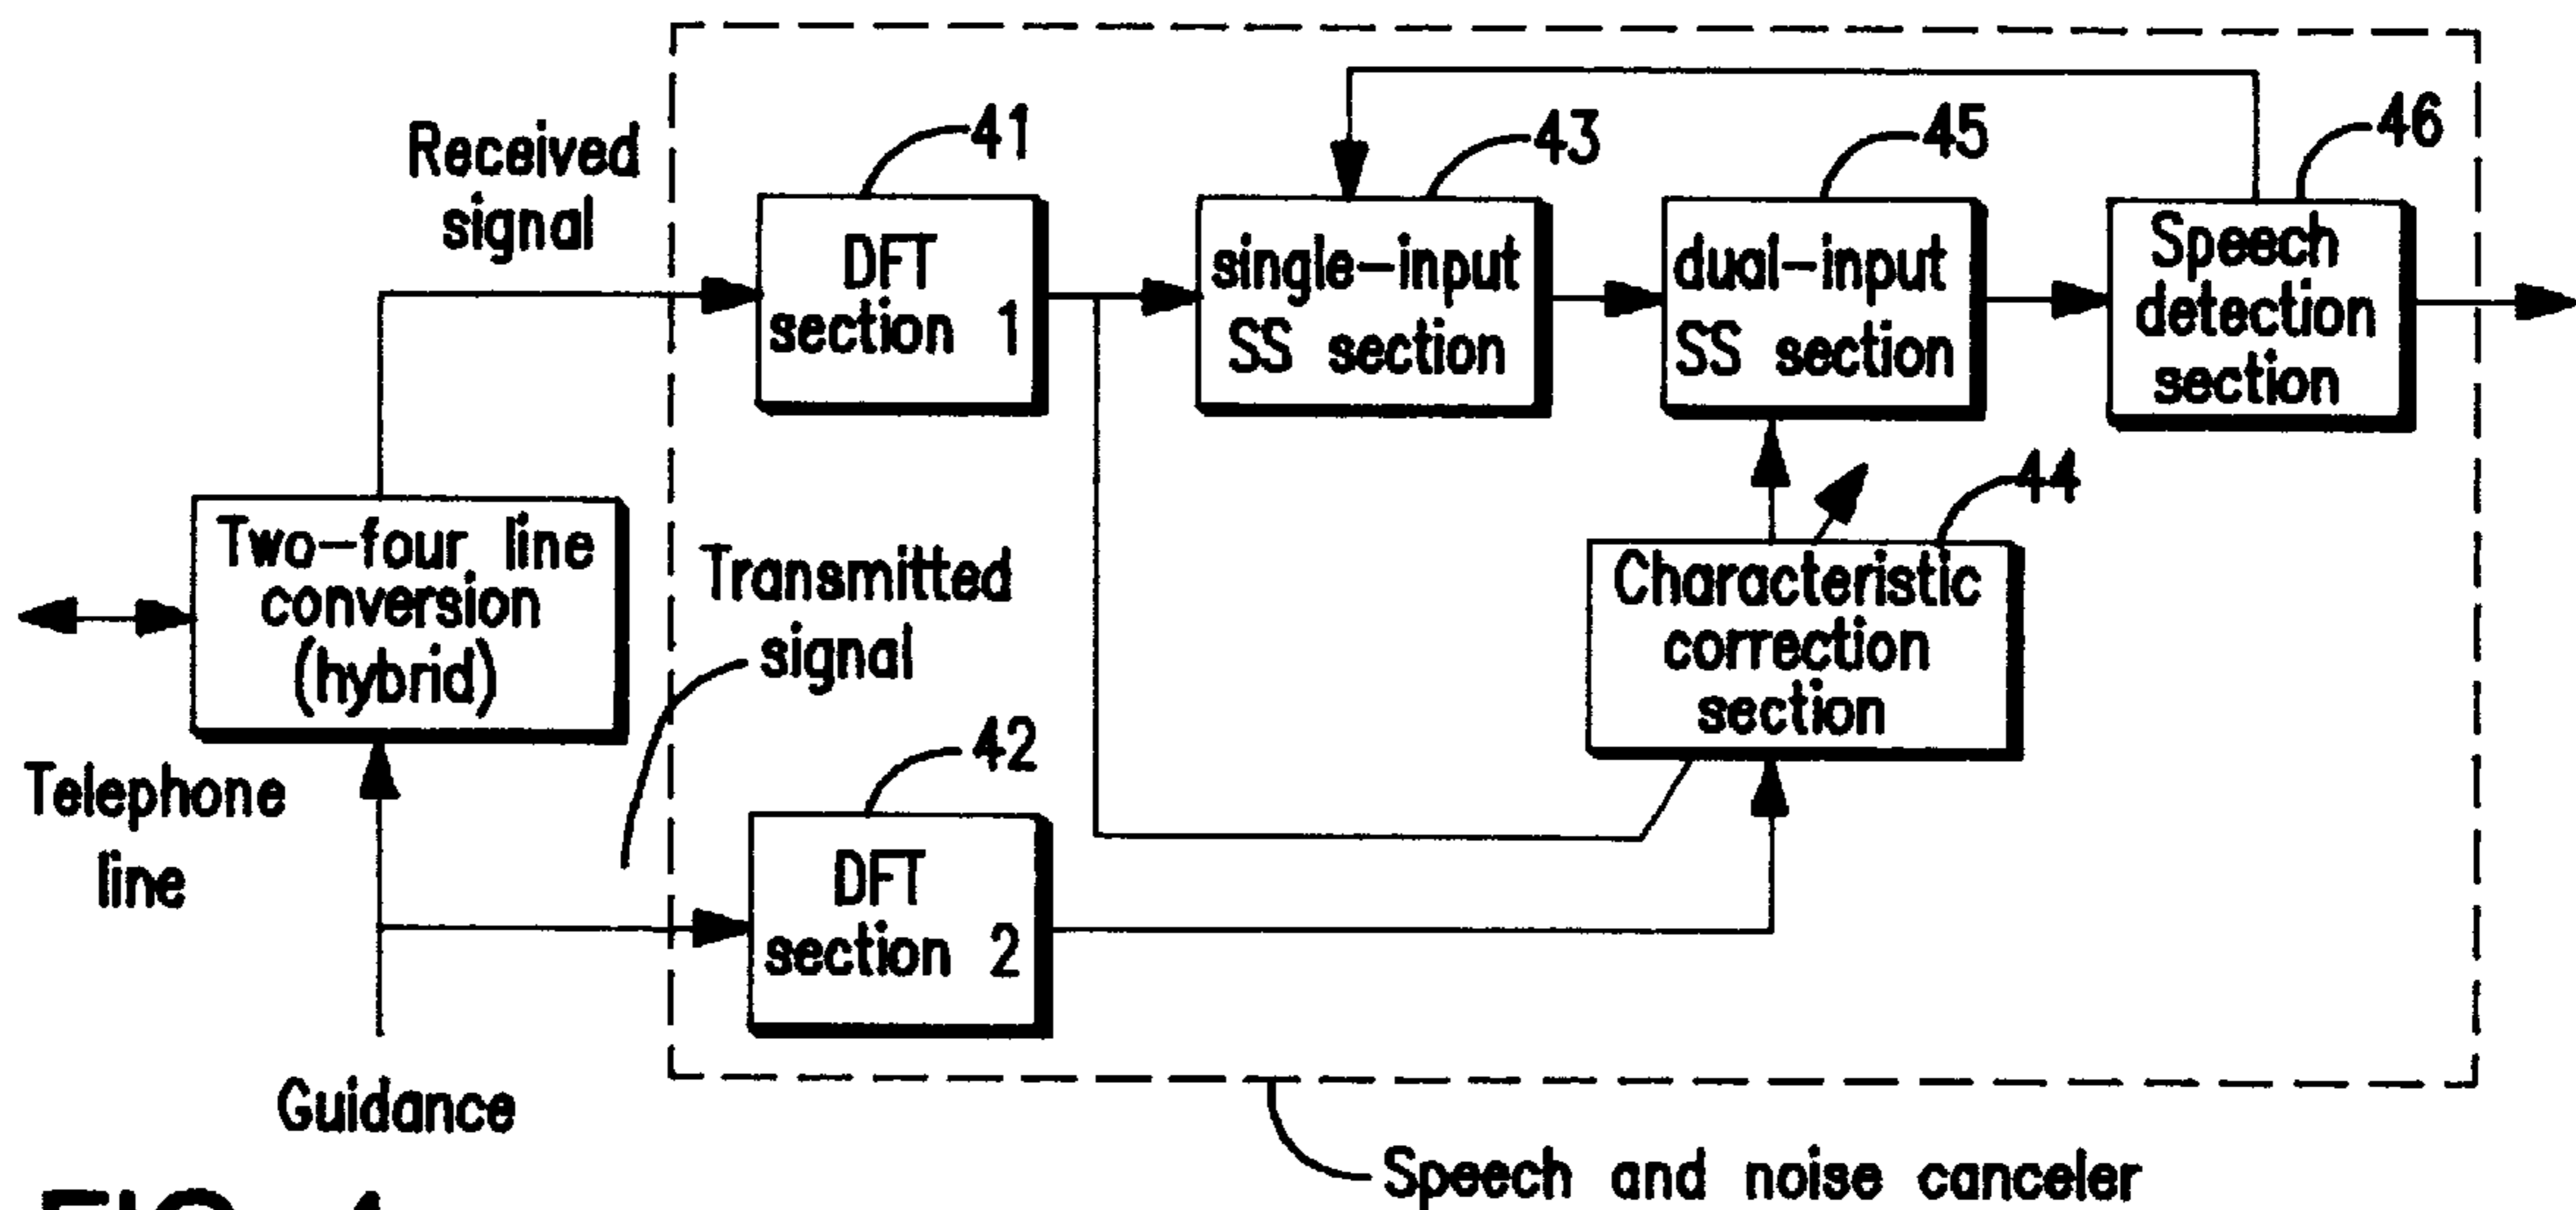 Received
signal
41
DFT
section 1
43
single-input
SS section
45
dual-input
SS section
46
Speech
detection
section
Two-four line
conversion
(hybrid)
Transmitted
signal
44
Characteristic
correction
section
Telephone
line
42
DFT
section 2
Guidance
Speech and noise canceler